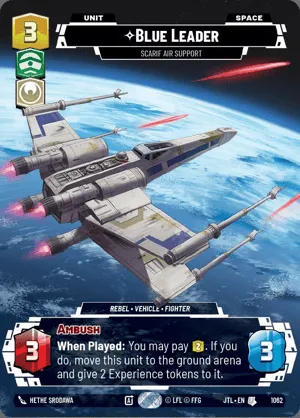 3
UNIT
SPACE
✧BLUE LEADER
SCARIF AIR SUPPORT
REBEL • VEHICLE • FIGHTER
3
AMBUSH
When Played: You may pay 2. If you
do, move this unit to the ground arena
and give 2 Experience tokens to it.
3
HETHE SRODAWA
© LFL © FFG
JTL • EN
1062